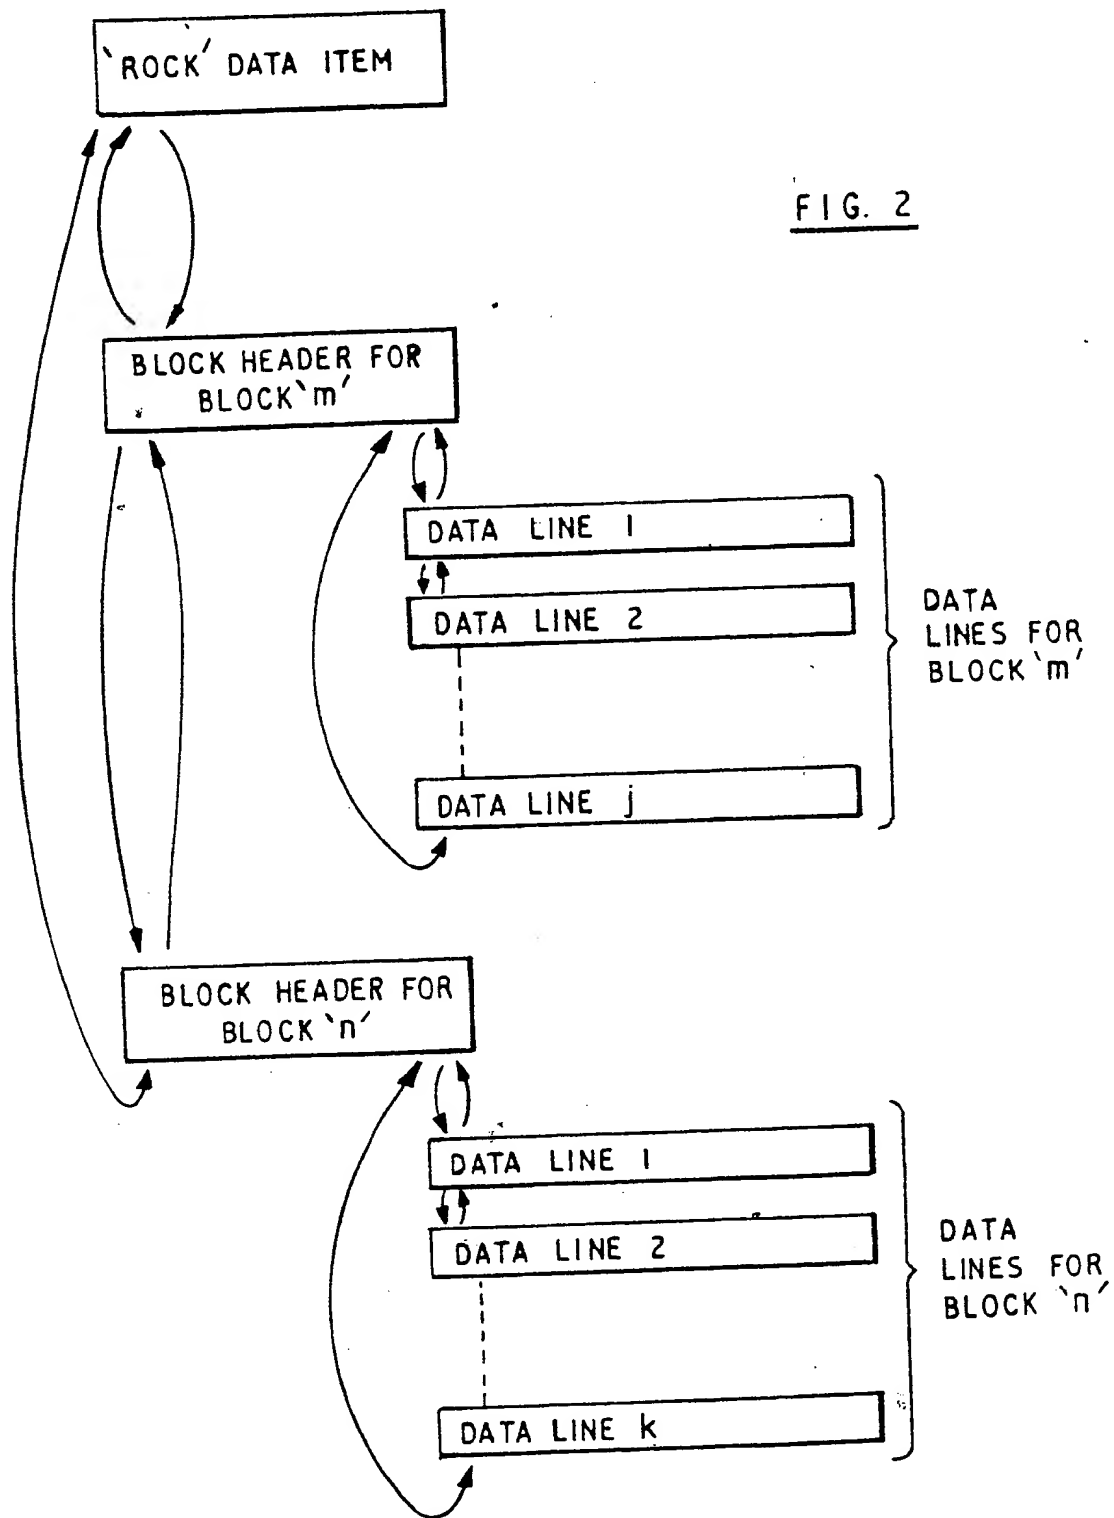 ‵ROCK′ DATA ITEM
FIG. 2
BLOCK HEADER FOR
BLOCK ‵m′
DATA LINE 1
DATA LINE 2
DATA
LINES FOR
BLOCK ‵m′
DATA LINE j
BLOCK HEADER FOR
BLOCK ‵n′
DATA LINE 1
DATA LINE 2
DATA
LINES FOR
BLOCK ‵n′
DATA LINE k